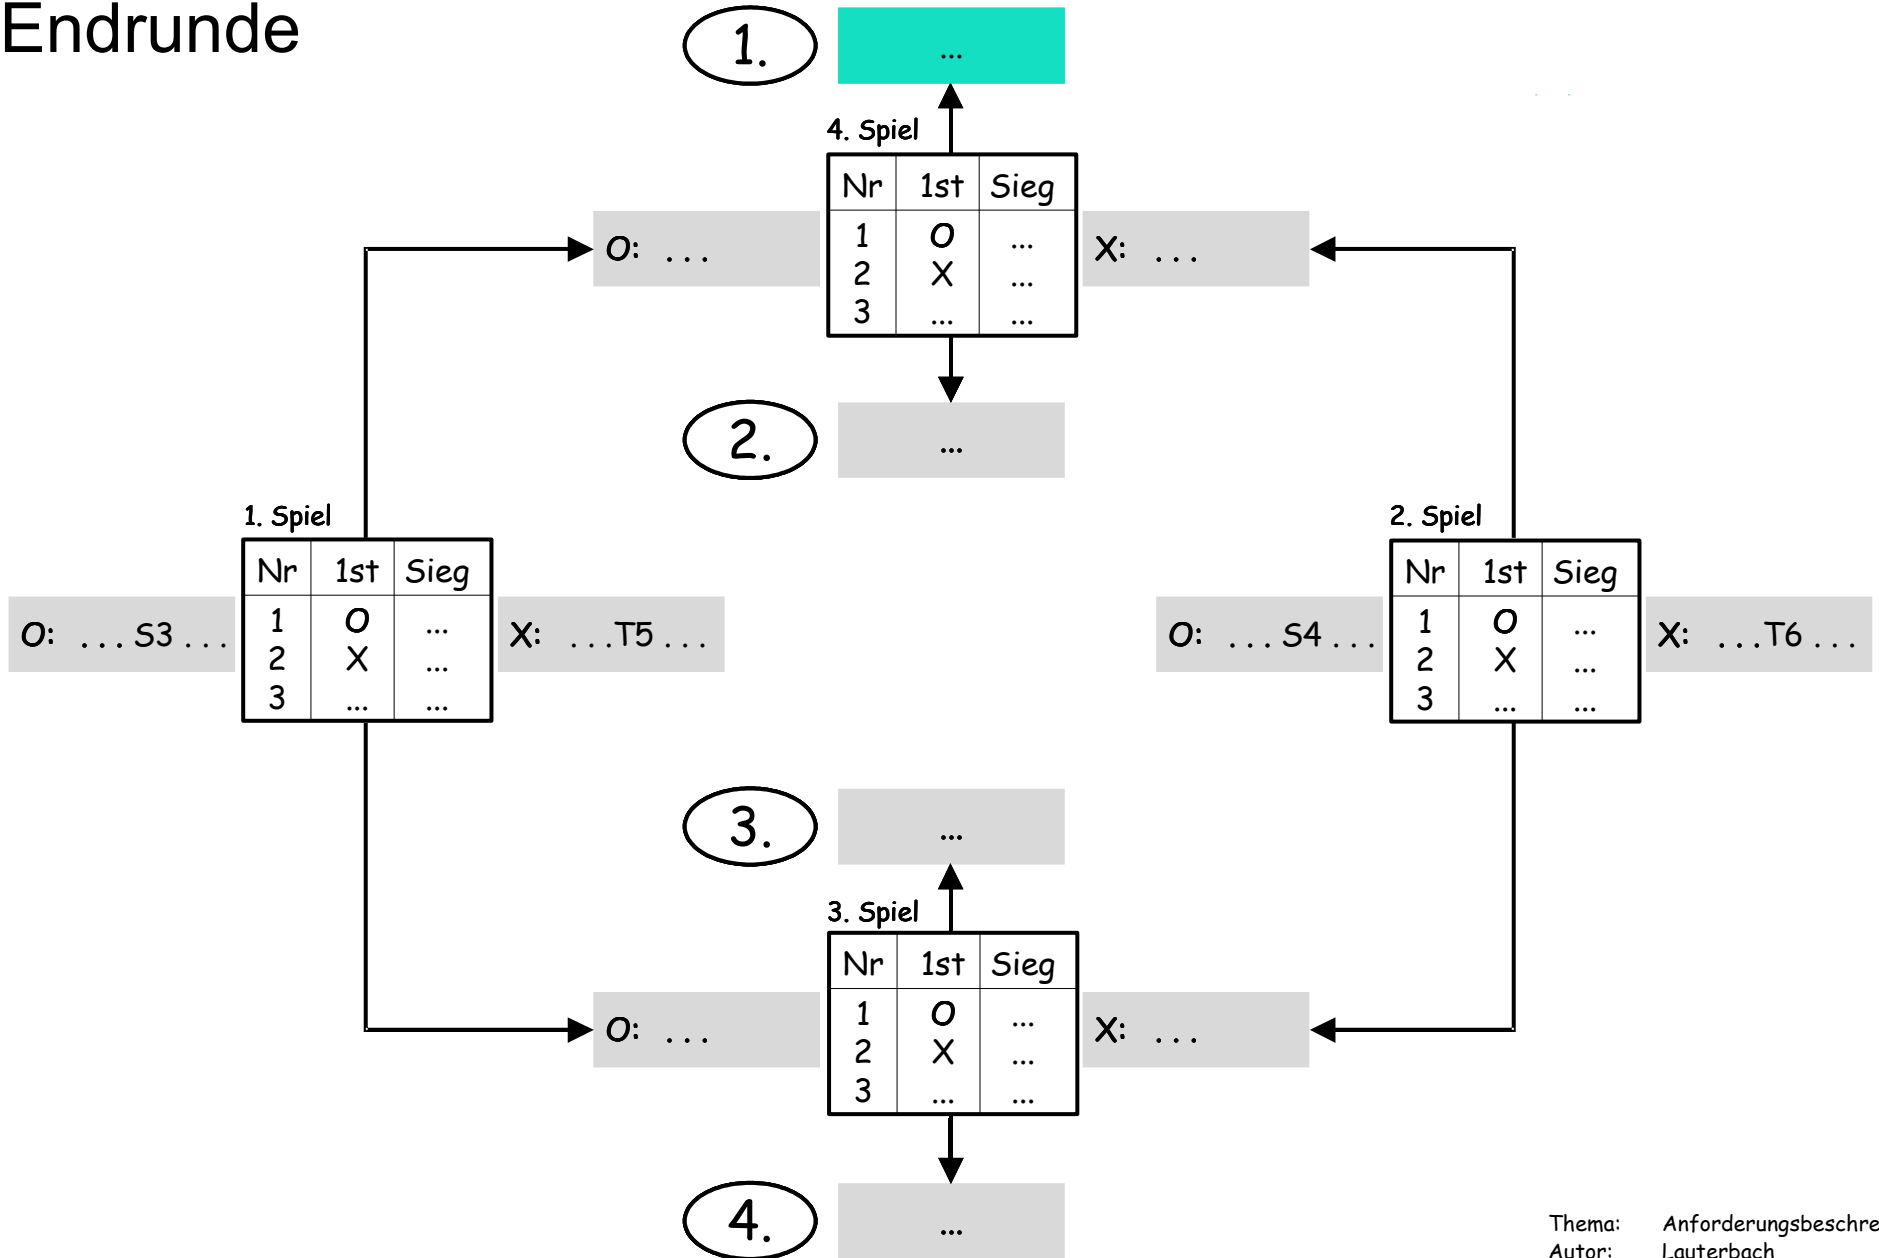 Endrunde
1. ...
4. Spiel
Nr 1st Sieg
O: ... 1 O ... X: ...
2 X ...
3 ... ...
2. ...
1. Spiel
Nr 1st Sieg
O: ... S3 ... 1 O ... X: ...T5 ...
2 X ...
3 ... ...
2. Spiel
Nr 1st Sieg
O: ... S4 ... 1 O ... X: ...T6 ...
2 X ...
3 ... ...
3. ...
3. Spiel
Nr 1st Sieg
O: ... 1 O ... X: ...
2 X ...
3 ... ...
4. ...
Thema: Anforderungsbeschre
Autor: Lauterbach